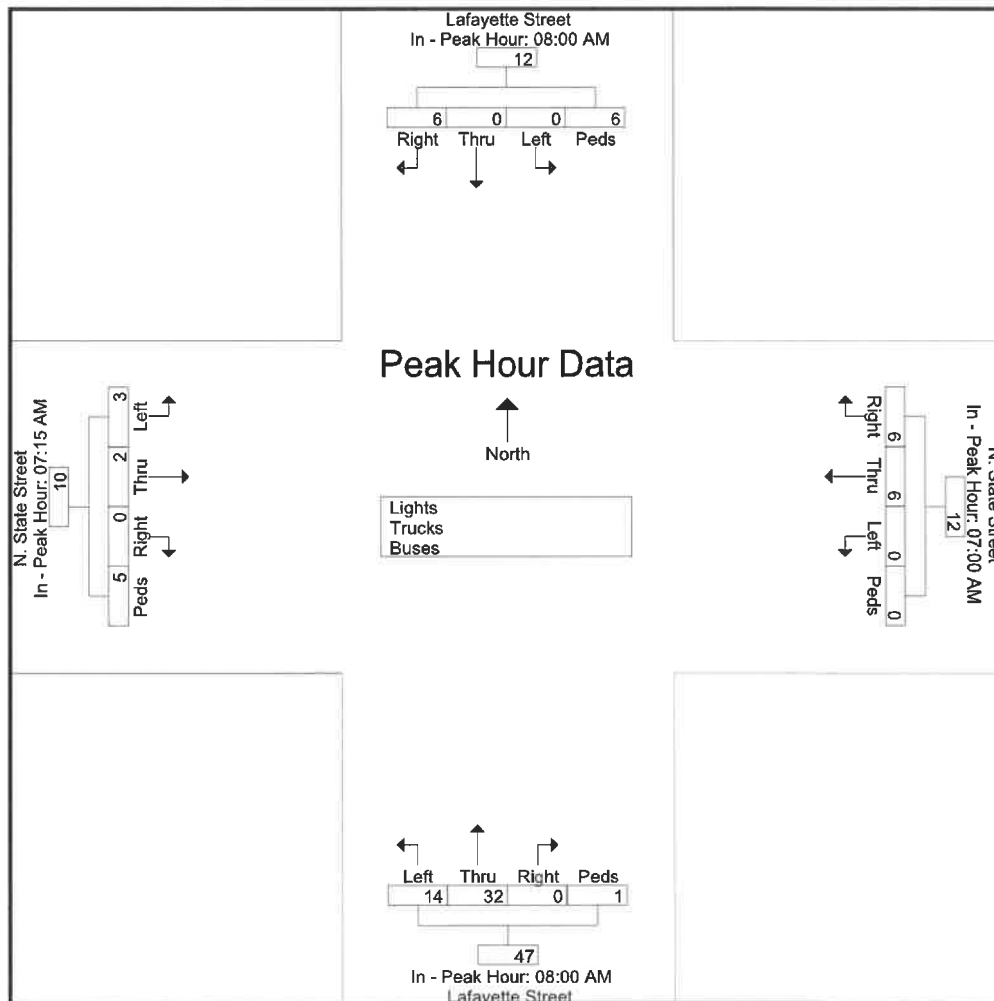 Lafayette Street
In - Peak Hour: 08:00 AM
12
6 0 0 6
Right Thru Left Peds
Peak Hour Data
North
Lights
Trucks
Buses
N. State Street
In - Peak Hour: 07:15 AM
10
3 2 0 5
Left Thru Right Peds
Right Thru Left Peds
6 6 0 0
12
In - Peak Hour: 07:00 AM
N. State Street
Left Thru Right Peds
14 32 0 1
47
In - Peak Hour: 08:00 AM
Lafayette Street